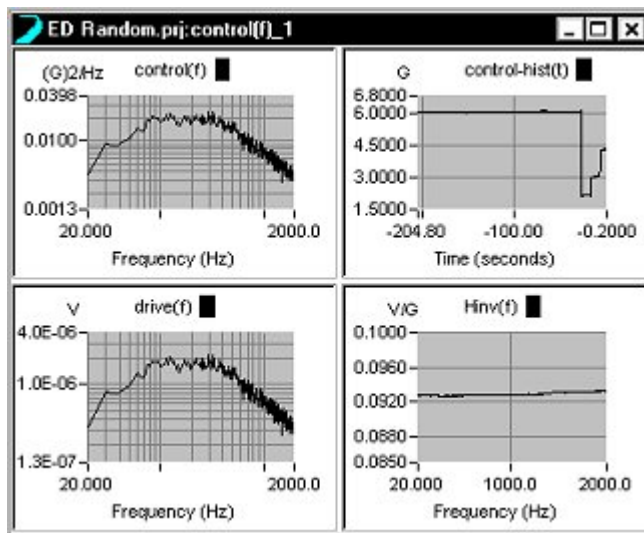 ED Random.prj:control(f)_1
(G)2/Hz control(f)
0.0398
0.0100
0.0013
20.000 2000.0
Frequency (Hz)
G control-hist(t)
6.8000
6.0000
4.5000
3.0000
1.5000
-204.80 -100.00 -0.2000
Time (seconds)
V drive(f)
4.0E-06
1.0E-06
1.3E-07
20.000 2000.0
Frequency (Hz)
V/G Hinv(f)
0.1000
0.0960
0.0920
0.0880
0.0850
20.000 1000.0 2000.0
Frequency (Hz)